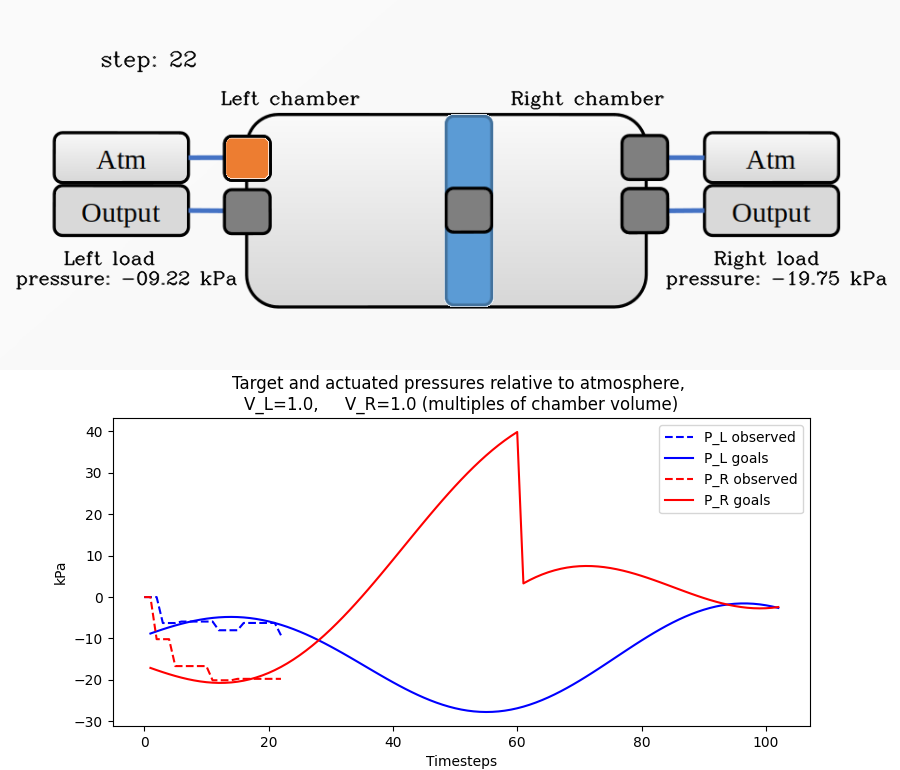 step: 22
Left chamber
Right chamber
Atm
Atm
Output
Output
Left load
pressure: -09.22 kPa
Right load
pressure: -19.75 kPa
Target and actuated pressures relative to atmosphere,
V_L=1.0,     V_R=1.0 (multiples of chamber volume)
40
30
20
10
0
−10
−20
−30
kPa
P_L observed
P_L goals
P_R observed
P_R goals
0
20
40
60
80
100
Timesteps